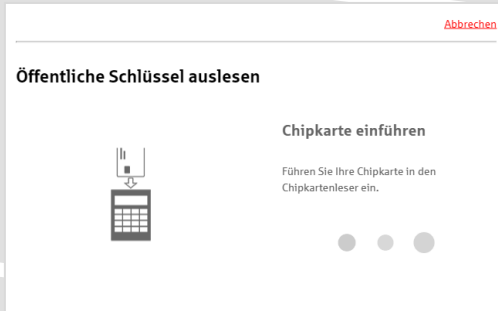 Abbrechen
Öffentliche Schlüssel auslesen
Chipkarte einführen
Führen Sie Ihre Chipkarte in den
Chipkartenleser ein.